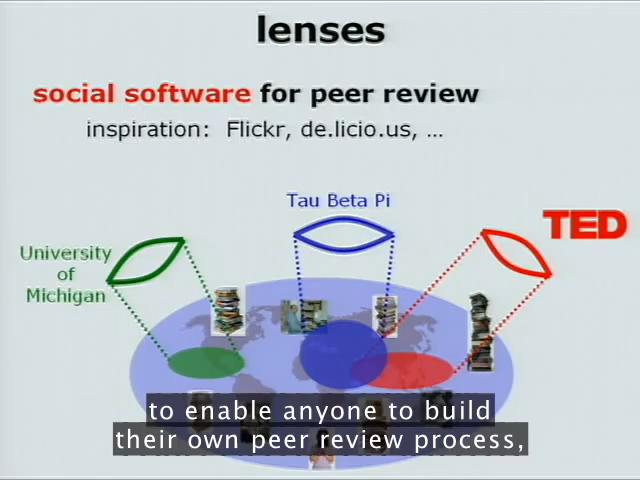 lenses
social software for peer review
inspiration: Flickr, de.licio.us, ...
Tau Beta Pi
TED
University
of
Michigan
to enable anyone to build
their own peer review process,